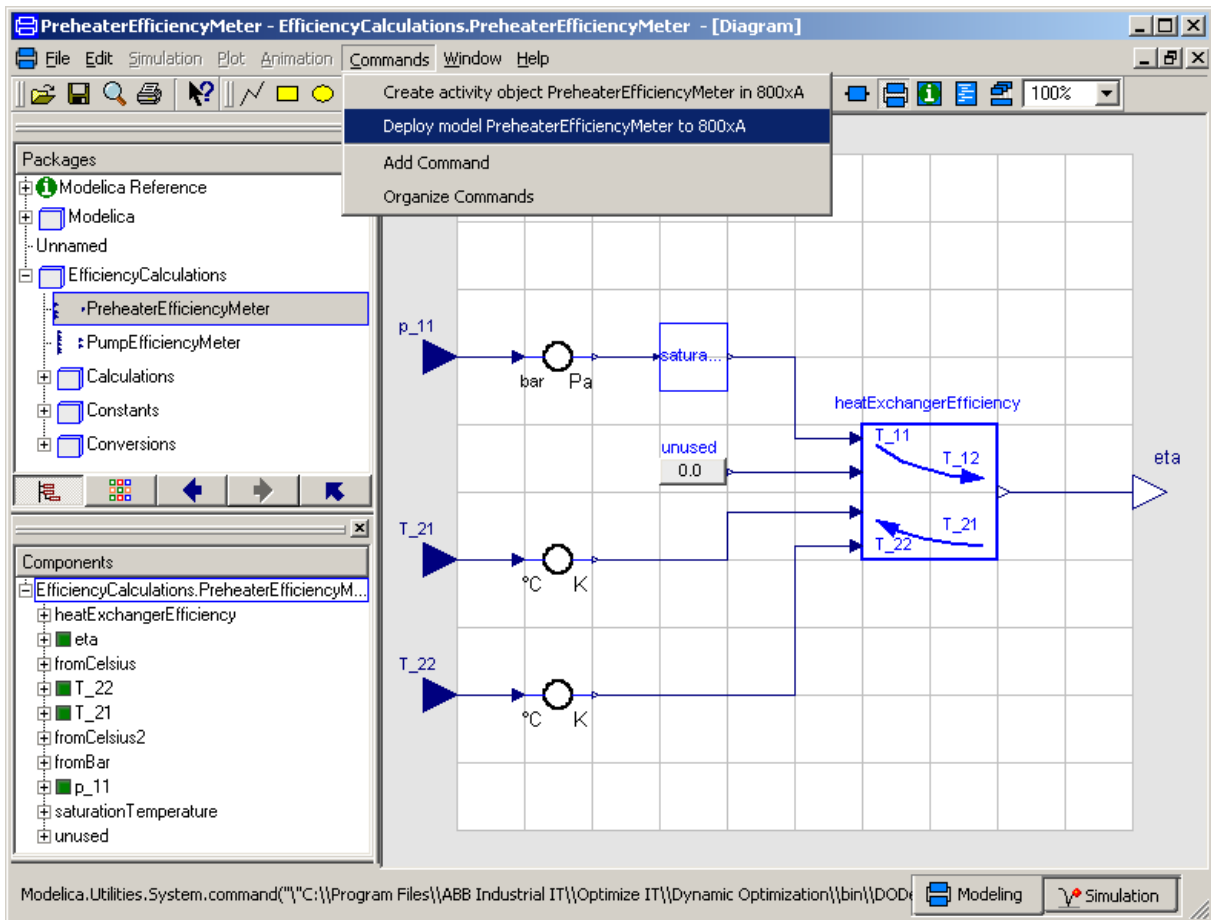 PreheaterEfficiencyMeter - EfficiencyCalculations.PreheaterEfficiencyMeter - [Diagram]
File Edit Simulation Plot Animation Commands Window Help
100%
Create activity object PreheaterEfficiencyMeter in 800xA
Deploy model PreheaterEfficiencyMeter to 800xA
Add Command
Organize Commands
Packages
Modelica Reference
Modelica
Unnamed
EfficiencyCalculations
PreheaterEfficiencyMeter
PumpEfficiencyMeter
Calculations
Constants
Conversions
Components
EfficiencyCalculations.PreheaterEfficiencyM...
heatExchangerEfficiency
eta
fromCelsius
T_22
T_21
fromCelsius2
fromBar
p_11
saturationTemperature
unused
p_11
bar Pa
satura...
heatExchangerEfficiency
T_11
T_12
T_21
T_22
unused
0.0
eta
T_21
°C K
T_22
°C K
Modelica.Utilities.System.command("\"C:\\Program Files\\ABB Industrial IT\\Optimize IT\\Dynamic Optimization\\bin\\DODe
Modeling
Simulation